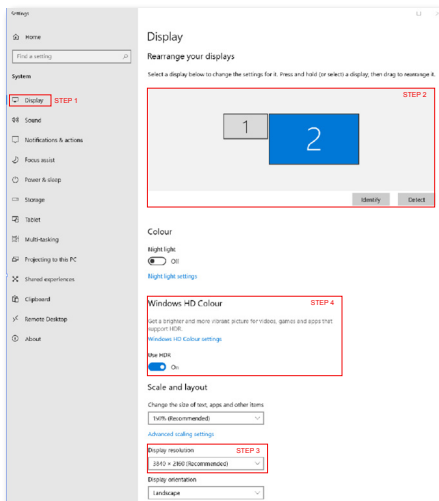 Settings
Home
Find a setting
System
Display STEP 1
Sound
Notifications & actions
Focus assist
Power & sleep
Storage
Tablet
Multi-tasking
Projecting to this PC
Shared experiences
Clipboard
Remote Desktop
About
Display
Rearrange your displays
Select a display below to change the settings for it. Press and hold (or select) a display, then drag to rearrange it.
STEP 2
1
2
Identify Detect
Colour
Night light
Off
Night light settings
Windows HD Colour STEP 4
Get a brighter and more vibrant picture for videos, games and apps that
support HDR.
Windows HD Colour settings
Use HDR
On
Scale and layout
Change the size of text, apps and other items
150% (Recommended)
Advanced scaling settings
Display resolution STEP 3
3840 × 2160 (Recommended)
Display orientation
Landscape